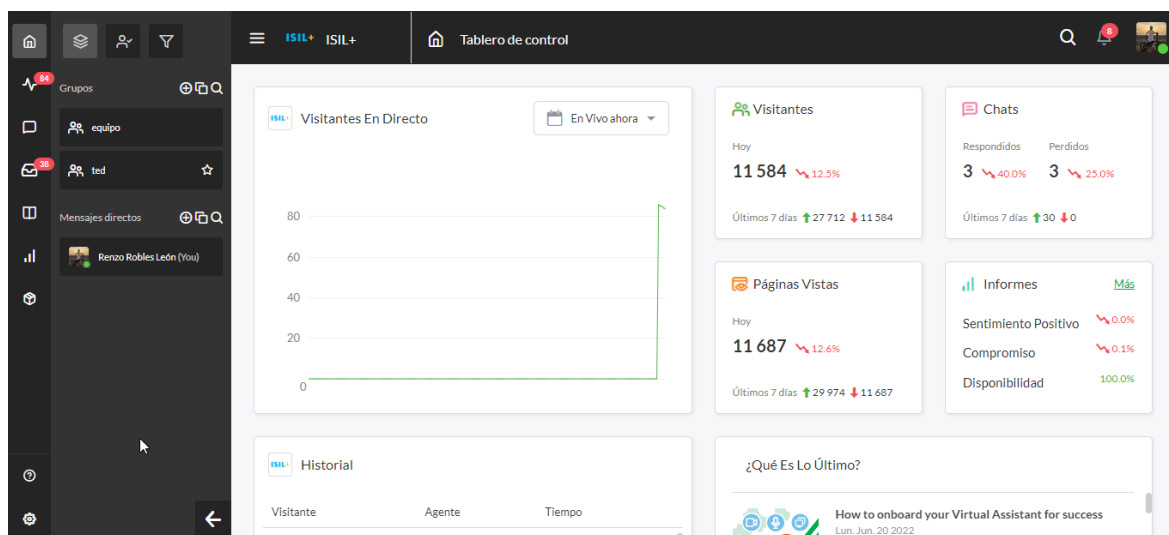 ISIL+ ISIL+
Tablero de control
8
84
38
Grupos
equipo
ted
Mensajes directos
Renzo Robles León (You)
ISIL+ Visitantes En Directo
En Vivo ahora
80
60
40
20
0
Visitantes
Hoy
11 584 12.5%
Últimos 7 días 27 712 11 584
Chats
Respondidos Perdidos
3 40.0% 3 25.0%
Últimos 7 días 30 0
Páginas Vistas
Hoy
11 687 12.6%
Últimos 7 días 29 974 11 687
Informes Más
Sentimiento Positivo 0.0%
Compromiso 0.1%
Disponibilidad 100.0%
ISIL+ Historial
Visitante Agente Tiempo
¿Qué Es Lo Último?
How to onboard your Virtual Assistant for success
Lun. Jun. 20 2022